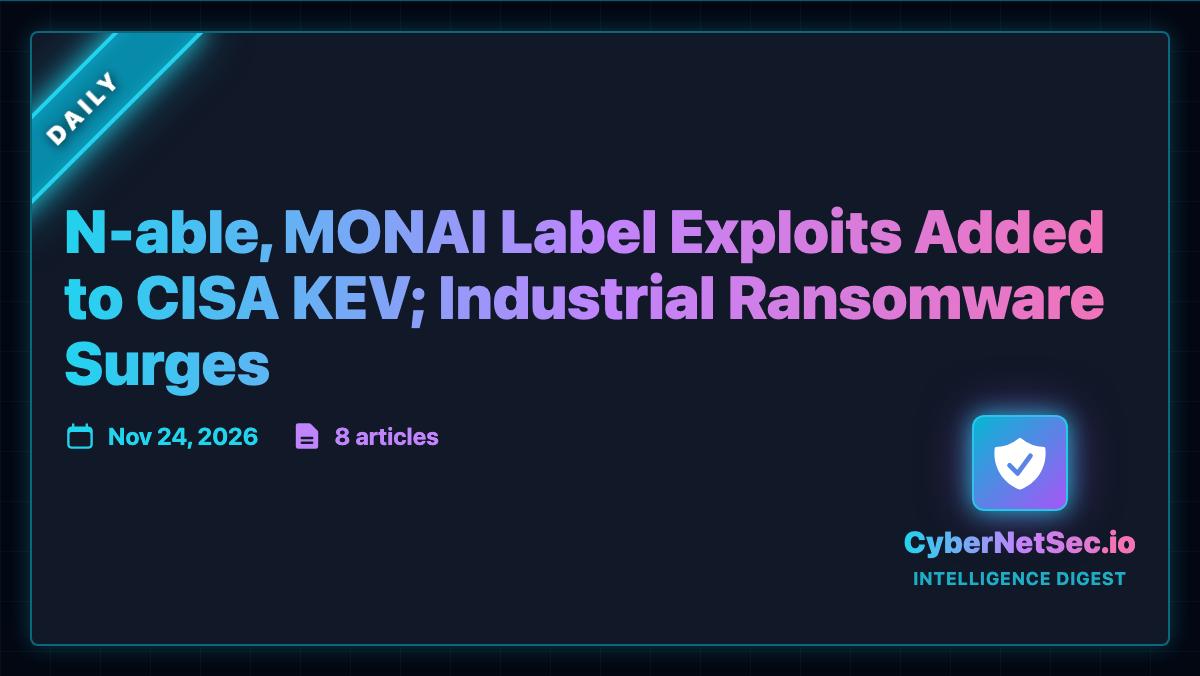 DAILY
N-able, MONAI Label Exploits Added
to CISA KEV; Industrial Ransomware
Surges
Nov 24, 2026
8 articles
CyberNetSec.io
INTELLIGENCE DIGEST